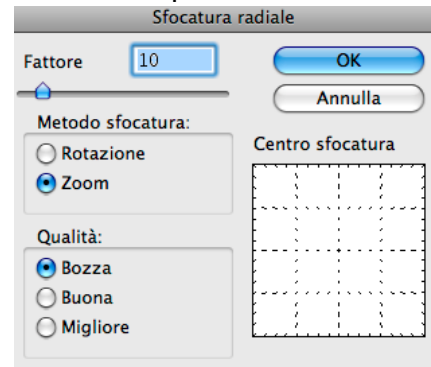 Sfocatura radiale
Fattore 10
OK
Annulla
Metodo sfocatura:
Rotazione
Zoom
Centro sfocatura
Qualità:
Bozza
Buona
Migliore